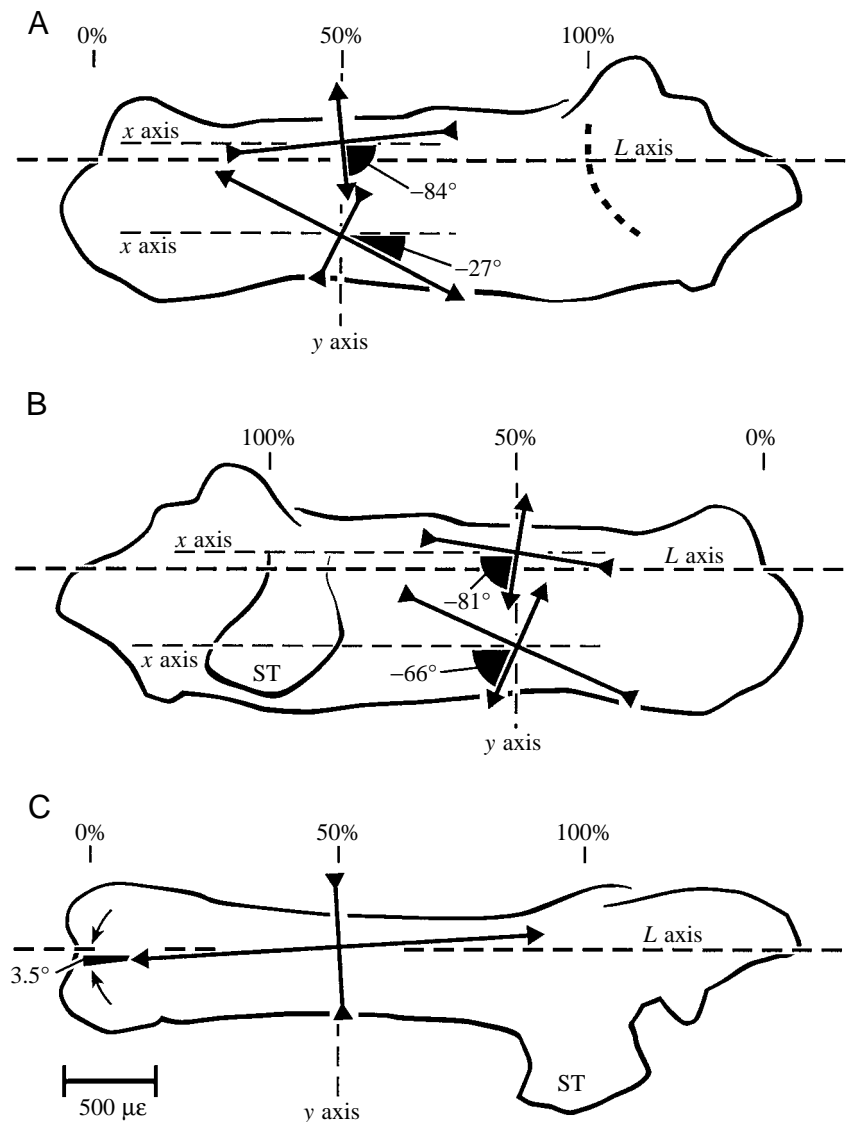 A
0% 50% 100%
x axis
L axis
−84°
x axis
−27°
y axis
B
100% 50% 0%
x axis
L axis
−81°
x axis
ST
−66°
y axis
C
0% 50% 100%
L axis
3.5°
ST
500 µε
y axis